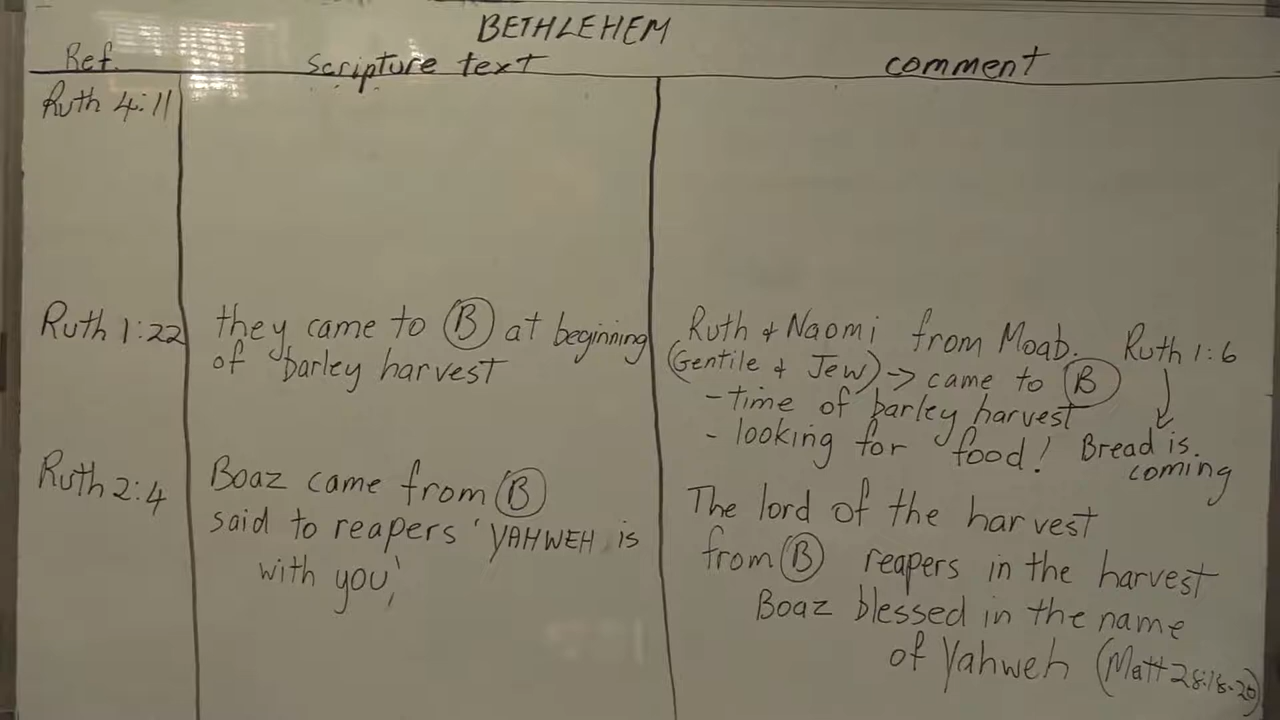 BETHLEHEM
Ref. Scripture text comment
Ruth 4:11
Ruth 1:22
they came to B at beginning
of barley harvest
Ruth & Naomi from Moab. Ruth 1:6
(Gentile & Jew) → came to B
- time of barley harvest
- looking for food! Bread is.
coming
Ruth 2:4
Boaz came from B
said to reapers 'YAHWEH is
with you,'
The lord of the harvest
from B reapers in the harvest
Boaz blessed in the name
of Yahweh (Matt 28:18-20)